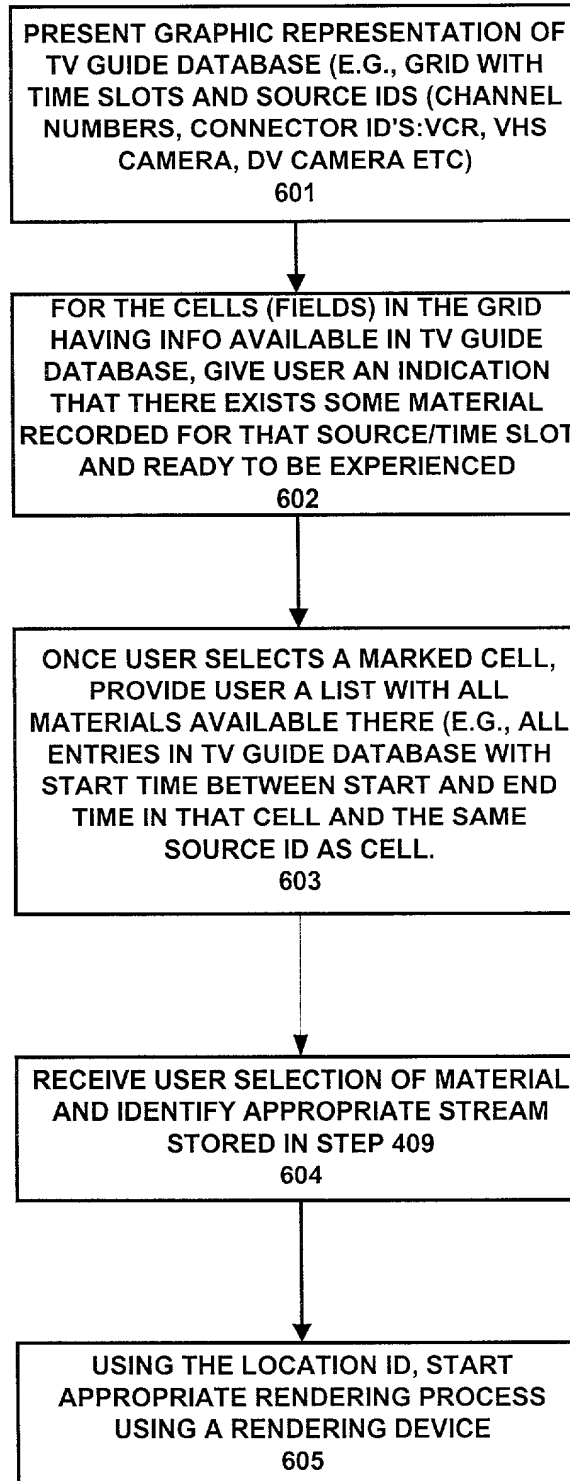 PRESENT GRAPHIC REPRESENTATION OF
TV GUIDE DATABASE (E.G., GRID WITH
TIME SLOTS AND SOURCE IDS (CHANNEL
NUMBERS, CONNECTOR ID'S:VCR, VHS
CAMERA, DV CAMERA ETC)
601
FOR THE CELLS (FIELDS) IN THE GRID
HAVING INFO AVAILABLE IN TV GUIDE
DATABASE, GIVE USER AN INDICATION
THAT THERE EXISTS SOME MATERIAL
RECORDED FOR THAT SOURCE/TIME SLOT
AND READY TO BE EXPERIENCED
602
ONCE USER SELECTS A MARKED CELL,
PROVIDE USER A LIST WITH ALL
MATERIALS AVAILABLE THERE (E.G., ALL
ENTRIES IN TV GUIDE DATABASE WITH
START TIME BETWEEN START AND END
TIME IN THAT CELL AND THE SAME
SOURCE ID AS CELL.
603
RECEIVE USER SELECTION OF MATERIAL
AND IDENTIFY APPROPRIATE STREAM
STORED IN STEP 409
604
USING THE LOCATION ID, START
APPROPRIATE RENDERING PROCESS
USING A RENDERING DEVICE
605